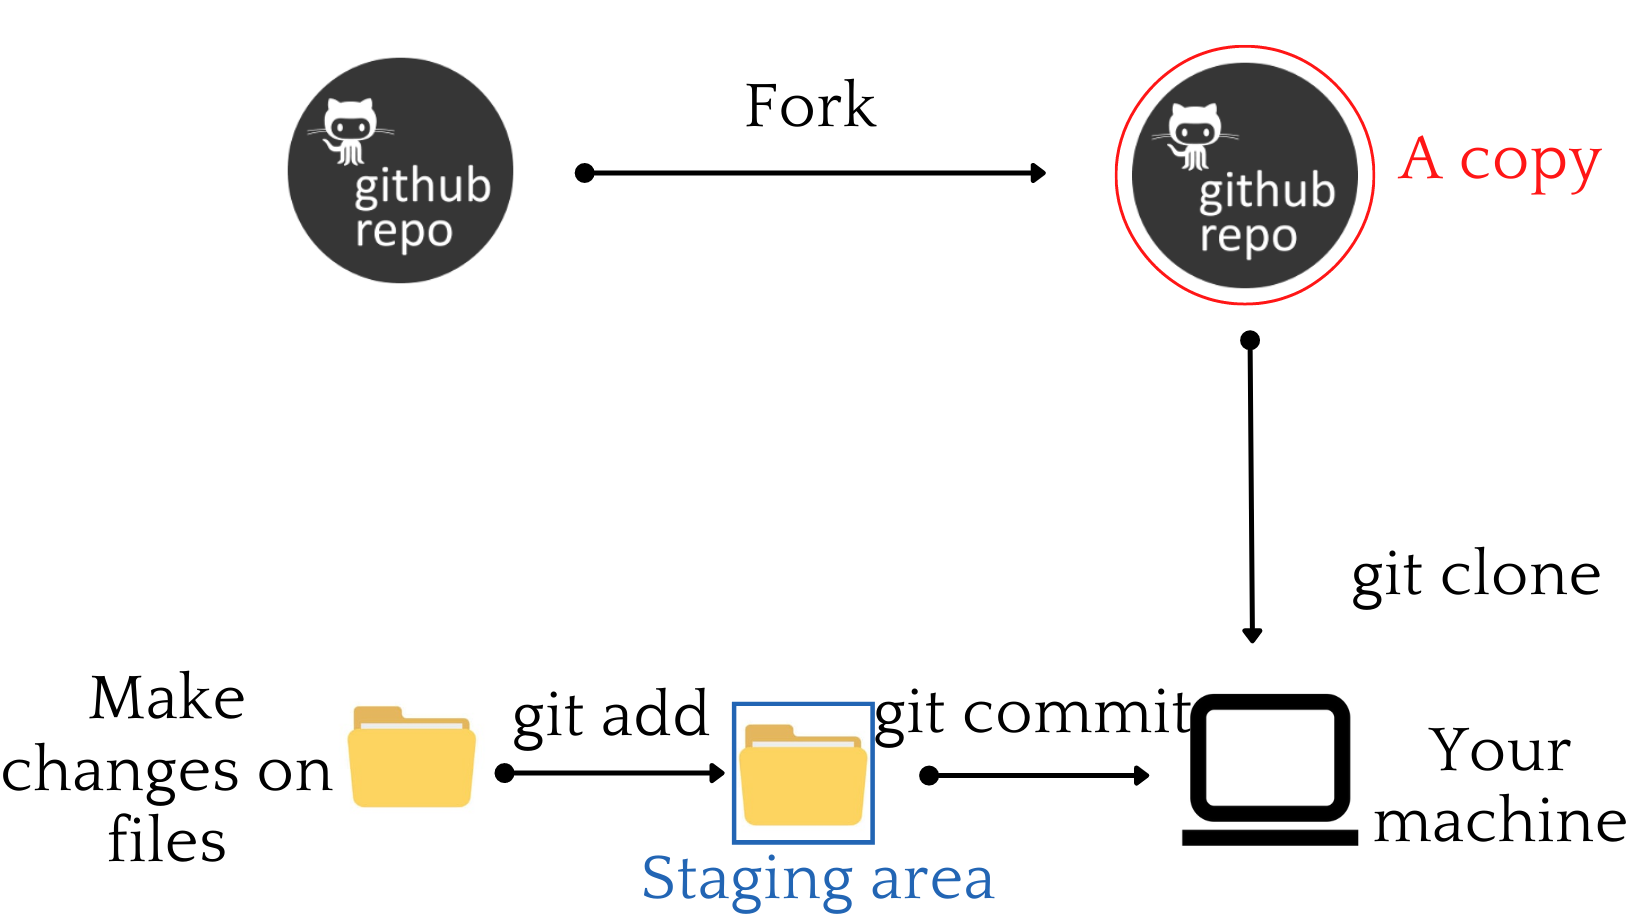 github
repo
Fork
github
repo
A copy
git clone
Make
changes on
files
git add
git commit
Staging area
Your
machine